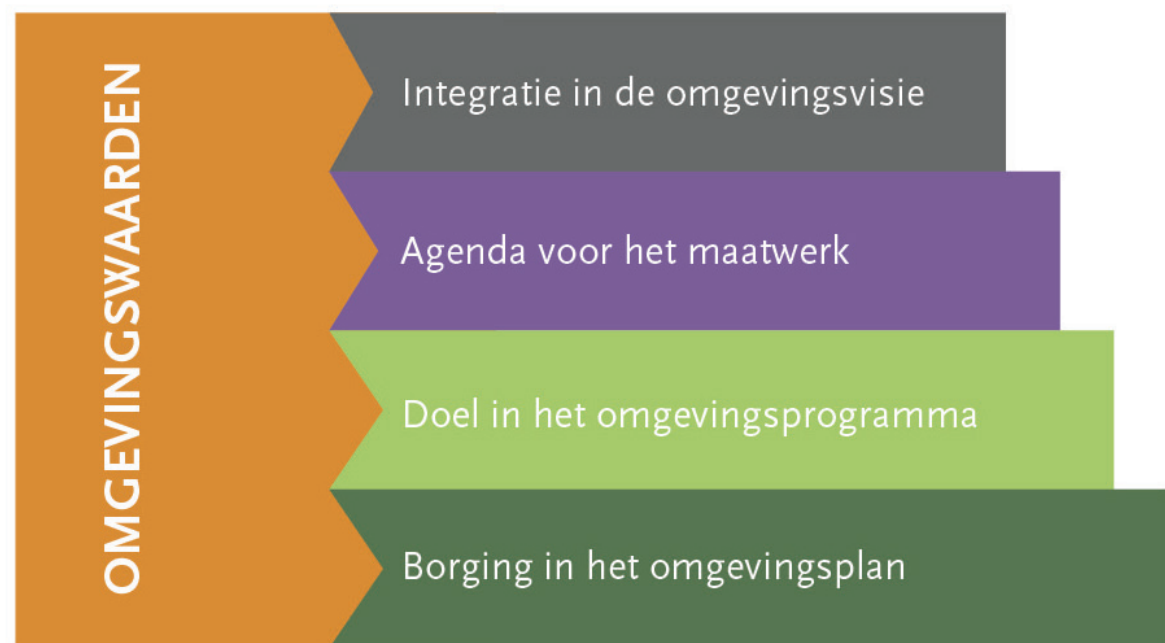 OMGEVINGSWAARDEN
Integratie in de omgevingsvisie
Agenda voor het maatwerk
Doel in het omgevingsprogramma
Borging in het omgevingsplan